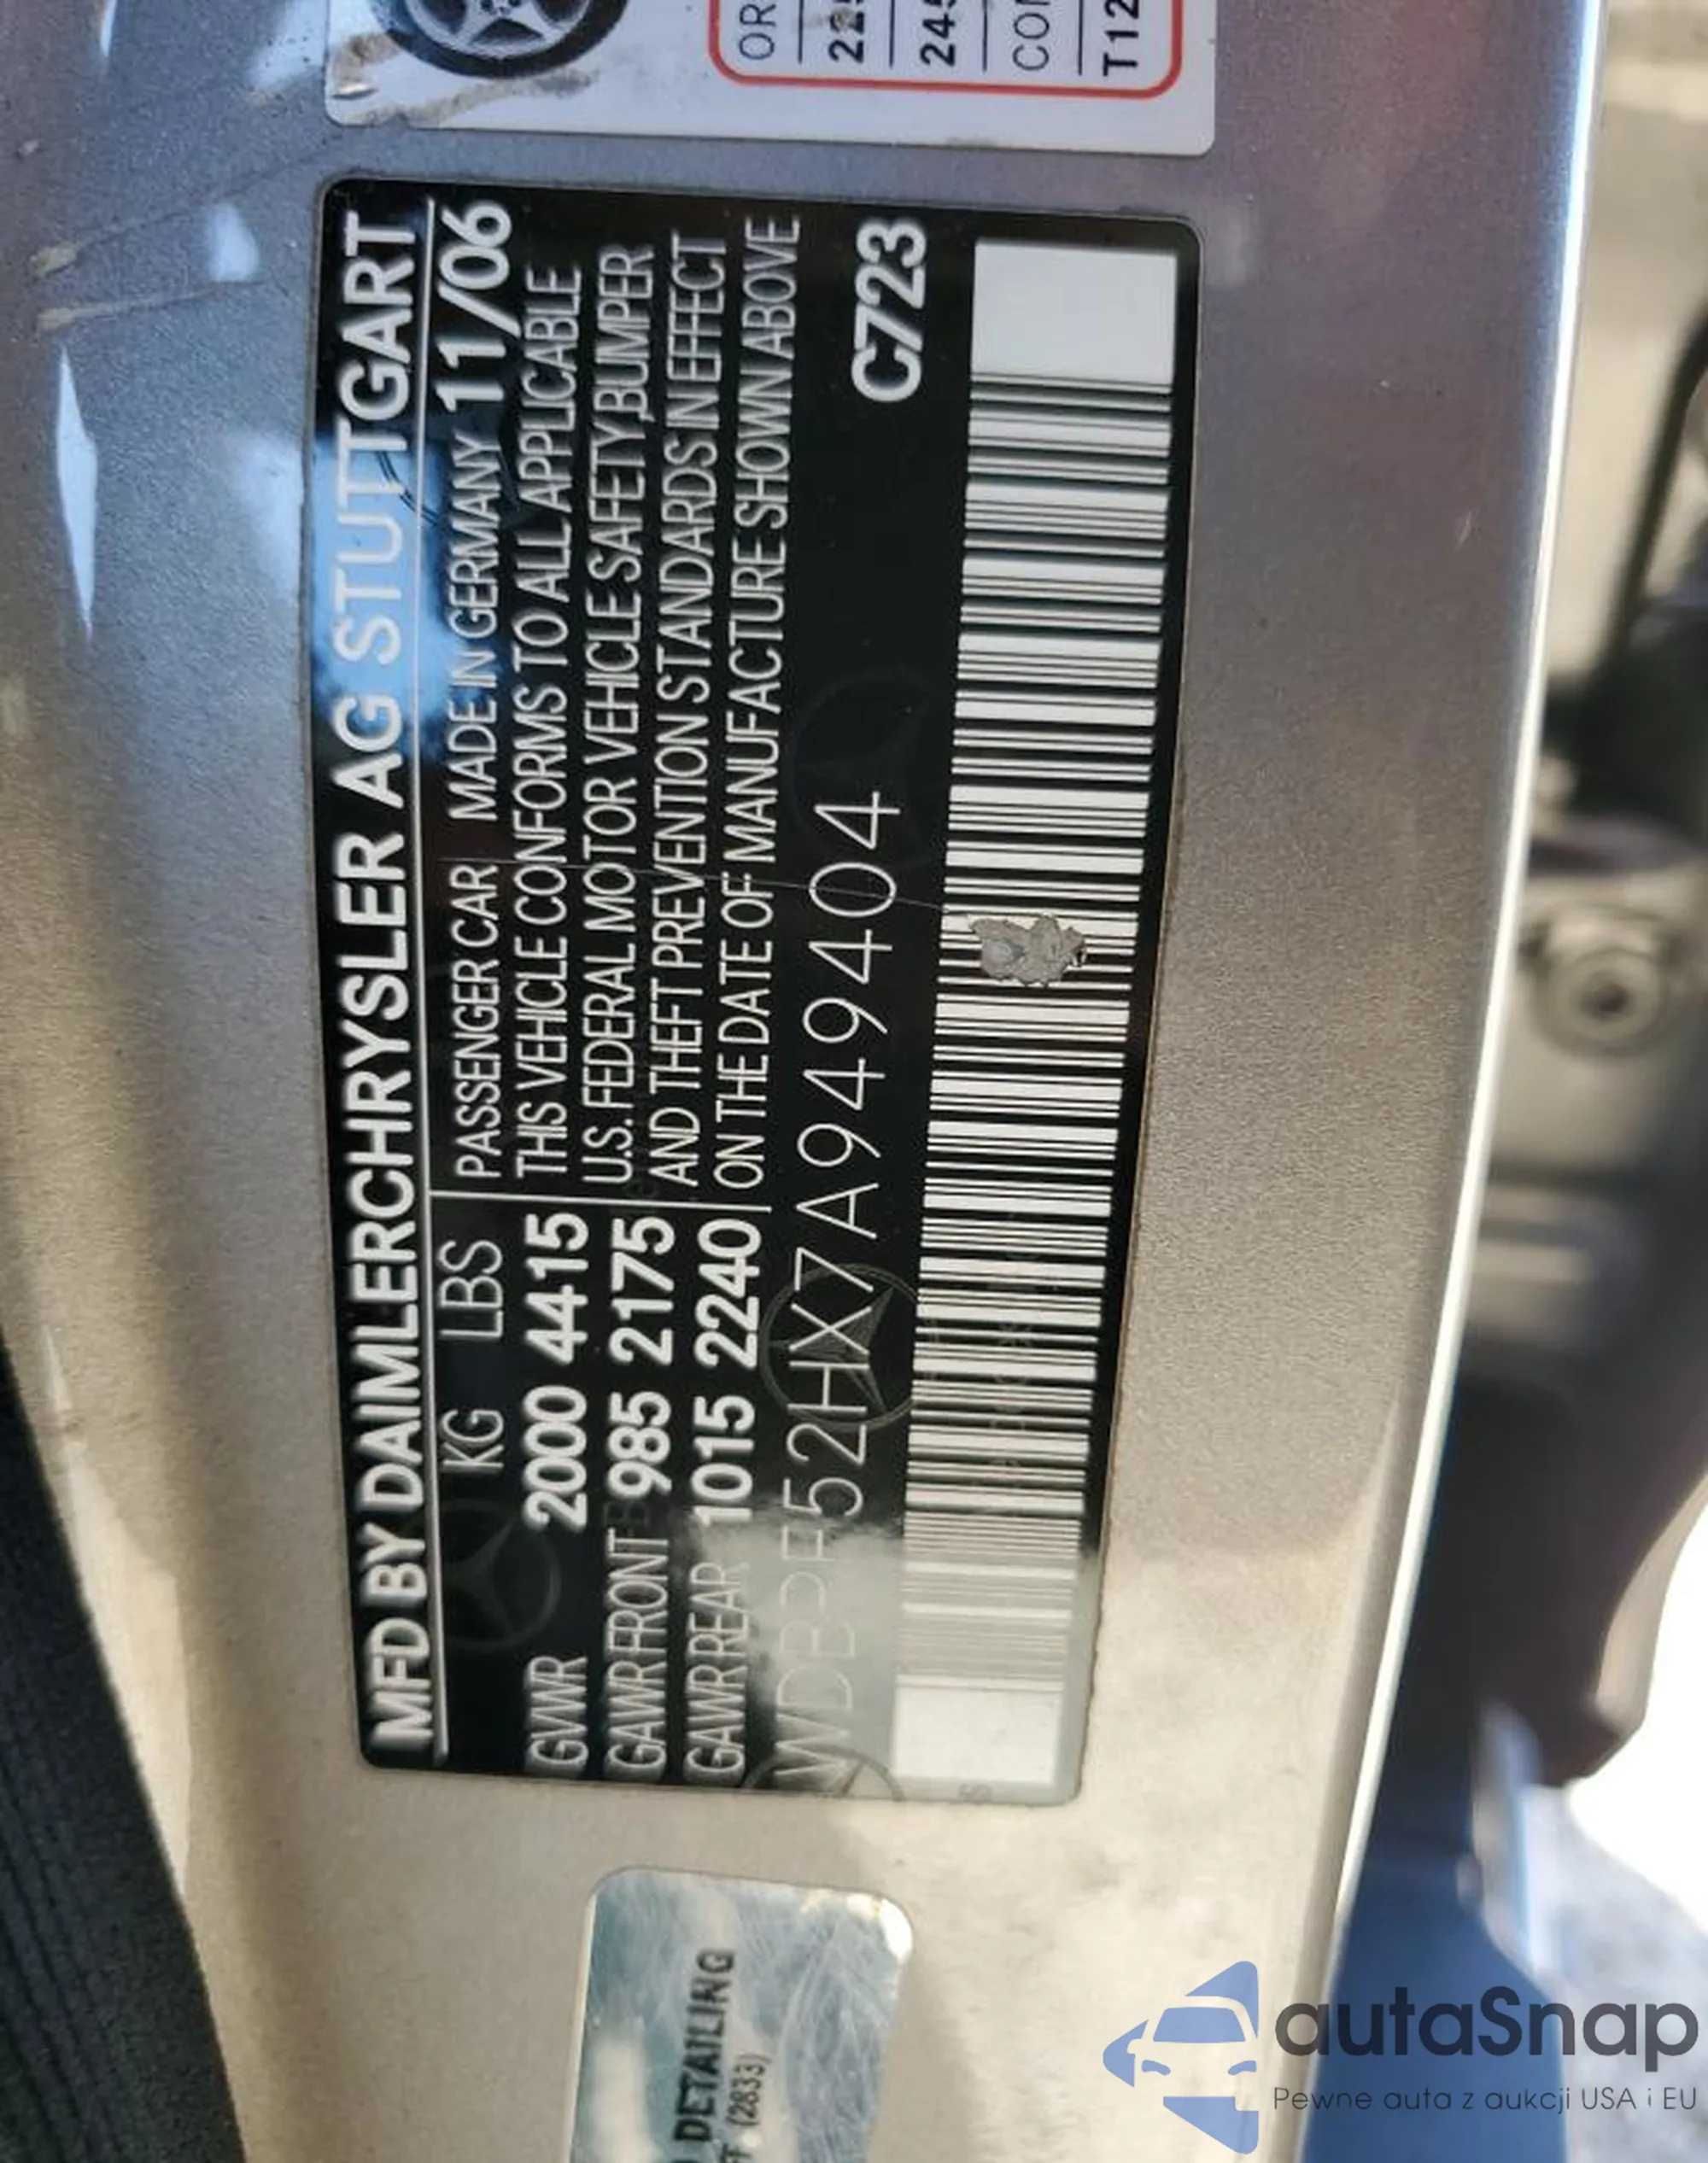 OR
T12
MFD BY DAIMLERCHRYSLER AG STUTTGART
KG LBS PASSENGER CAR MADE IN GERMANY 11/06
GVWR 2000 4415 THIS VEHICLE CONFORMS TO ALL APPLICABLE
GAWR FRONT 985 2175 U.S. FEDERAL MOTOR VEHICLE SAFETY, BUMPER
GAWR REAR 1015 2240 AND THEFT PREVENTION STANDARDS IN EFFECT
ON THE DATE OF MANUFACTURE SHOWN ABOVE
WDBRF52HX7A949404
C723
DETAILING
(2833)
autaSnap
Pewne auta z aukcji USA i EU